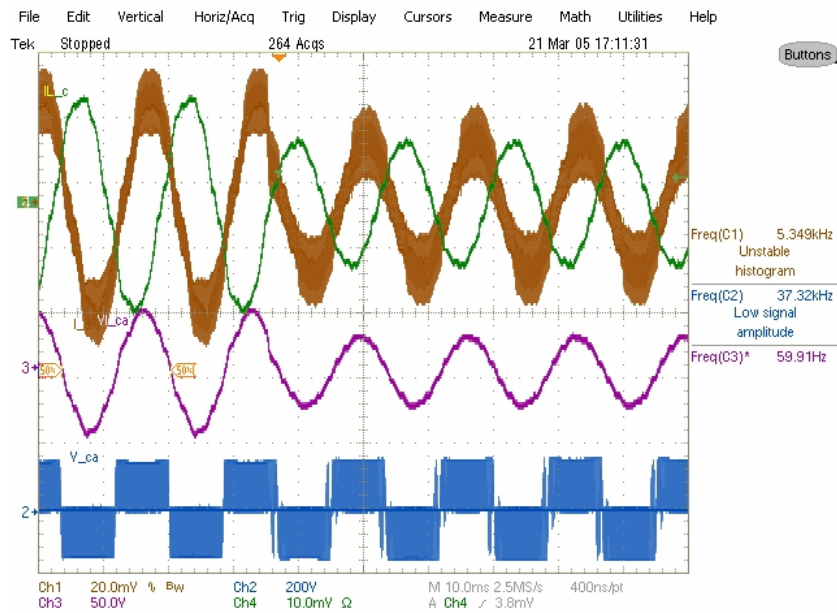 File Edit Vertical Horiz/Acq Trig Display Cursors Measure Math Utilities Help
Tek Stopped 264 Acqs 21 Mar 05 17:11:31
Buttons
IL_c
Freq(C1) 5.349kHz
Unstable
histogram
Freq(C2) 37.32kHz
Low signal
amplitude
Vl_ca
3
50%
50%
Freq(C3)* 59.91Hz
V_ca
2
Ch1 20.0mV % Bw Ch2 200V M 10.0ms 2.5MS/s 400ns/pt
Ch3 50.0V Ch4 10.0mV Ω A Ch4 ∕ 3.8mV